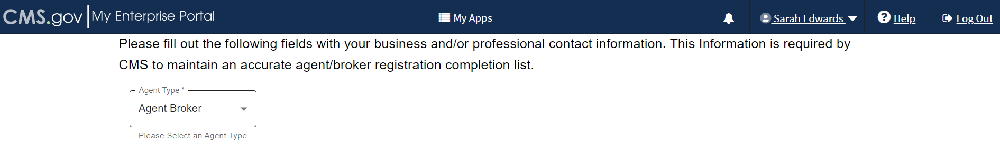 CMS.gov My Enterprise Portal My Apps Sarah Edwards Help Log Out
Please fill out the following fields with your business and/or professional contact information. This Information is required by
CMS to maintain an accurate agent/broker registration completion list.
Agent Type *
Agent Broker
Please Select an Agent Type